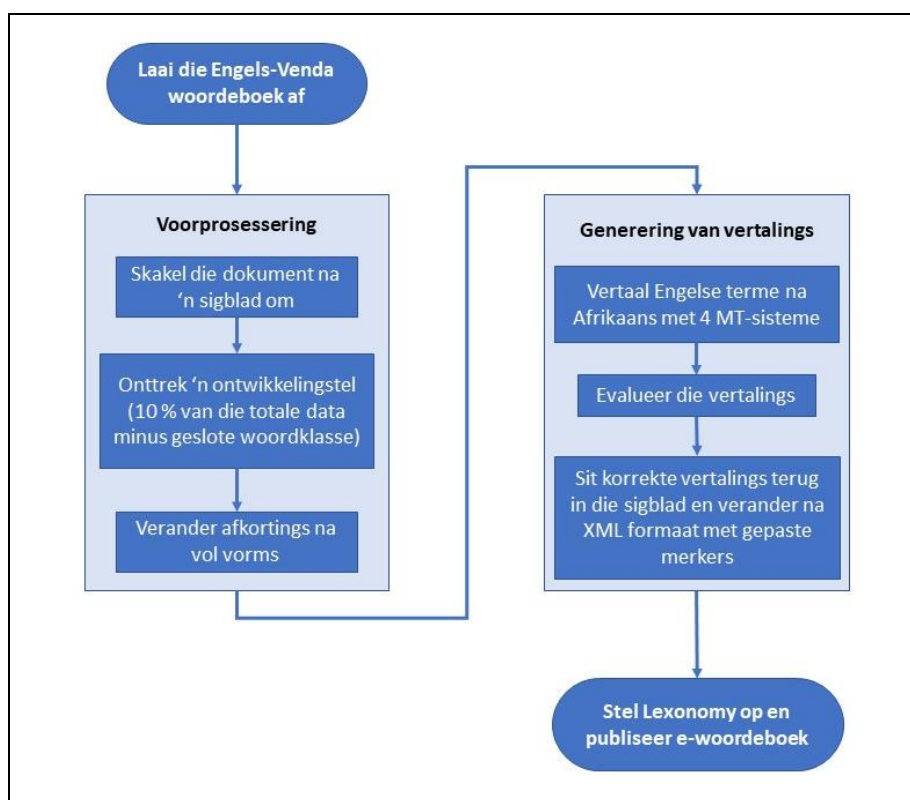 Laai die Engels-Venda
woordeboek af
Voorprosessering
Skakel die dokument na
‘n sigblad om
Onttrek ‘n ontwikkelingstel
(10 % van die totale data
minus geslote woordklasse)
Verander afkortings na
vol vorms
Generering van vertalings
Vertaal Engelse terme na
Afrikaans met 4 MT-sisteme
Evalueer die vertalings
Sit korrekte vertalings terug
in die sigblad en verander na
XML formaat met gepaste
merkers
Stel Lexonomy op en
publiseer e-woordeboek